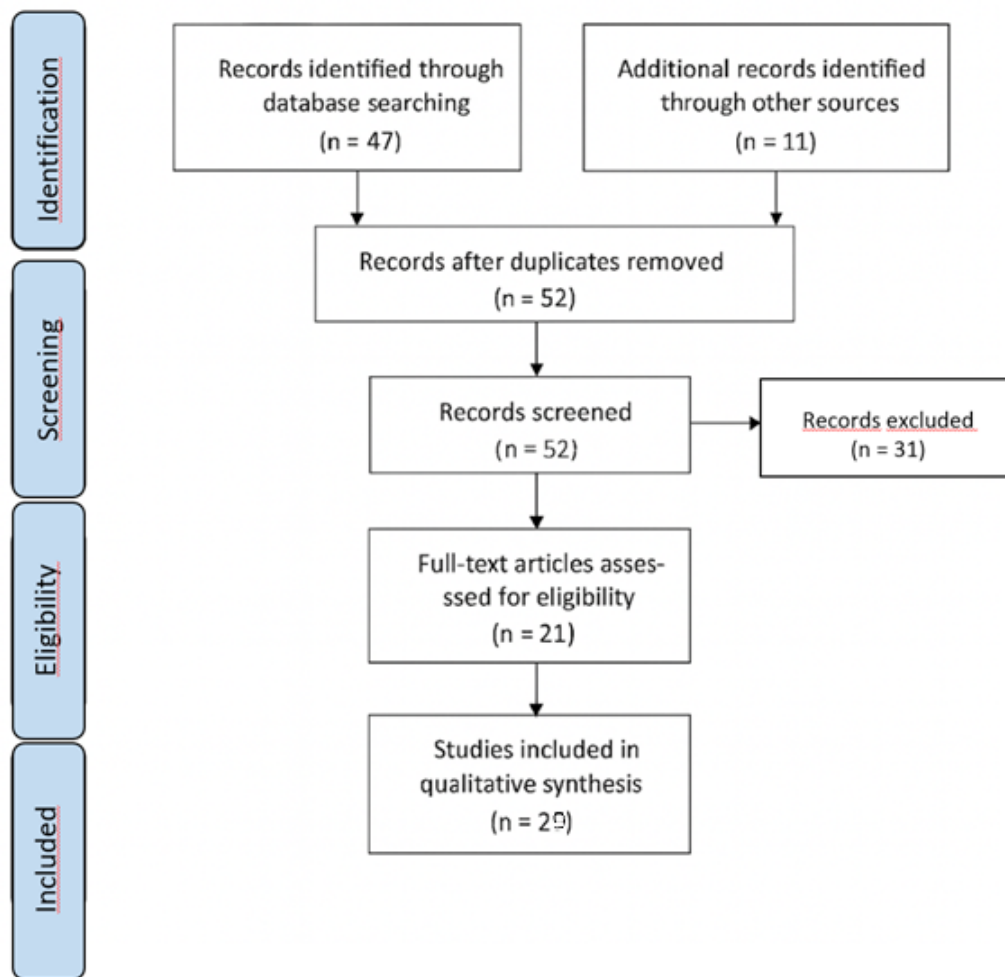 Identification
Records identified through
database searching
(n = 47)
Additional records identified
through other sources
(n = 11)
Records after duplicates removed
(n = 52)
Screening
Records screened
(n = 52)
Records excluded
(n = 31)
Eligibility
Full-text articles asses-
ssed for eligibility
(n = 21)
Included
Studies included in
qualitative synthesis
(n =